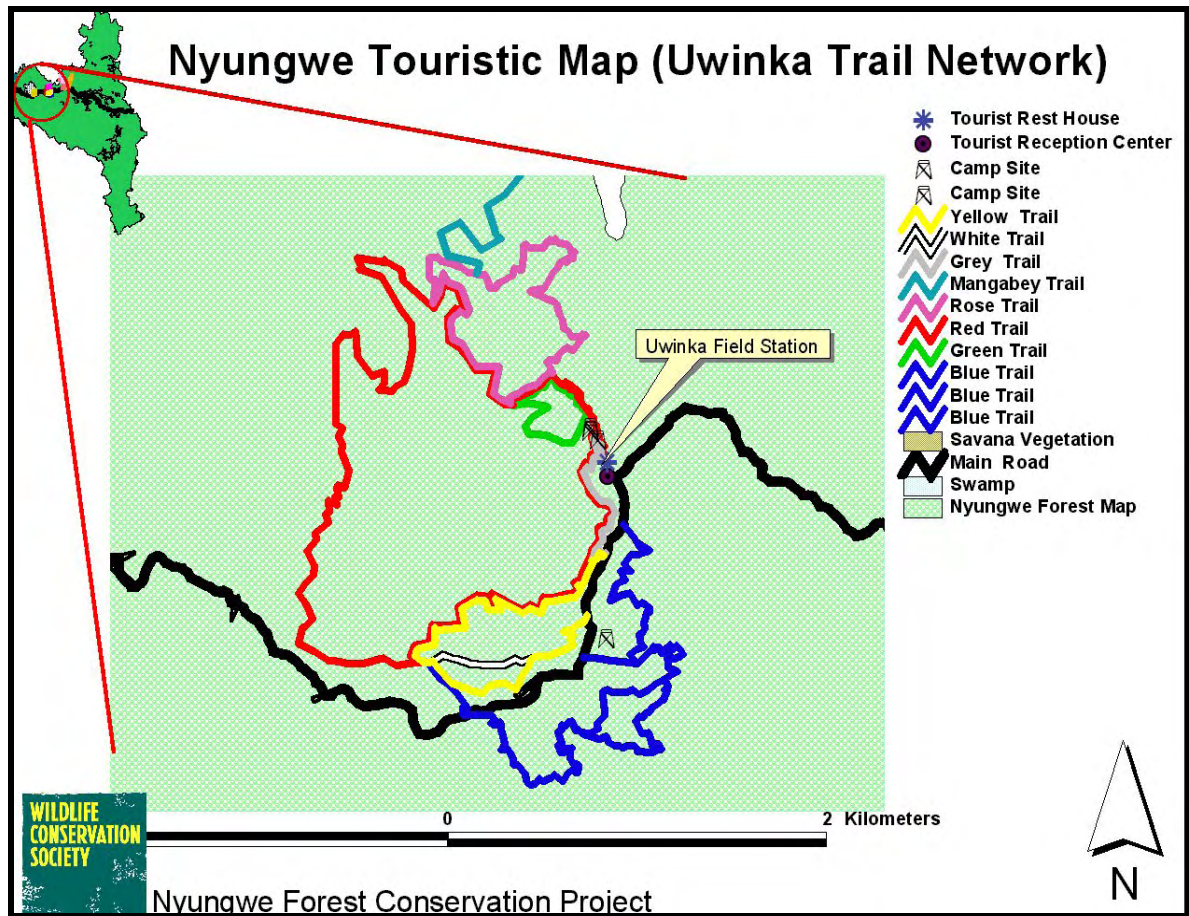 Nyungwe Touristic Map (Uwinka Trail Network)
Tourist Rest House
Tourist Reception Center
Camp Site
Camp Site
Yellow Trail
White Trail
Grey Trail
Mangabey Trail
Rose Trail
Red Trail
Green Trail
Blue Trail
Blue Trail
Blue Trail
Savana Vegetation
Main Road
Swamp
Nyungwe Forest Map
Uwinka Field Station
0 2 Kilometers
WILDLIFE
CONSERVATION
SOCIETY
Nyungwe Forest Conservation Project
N